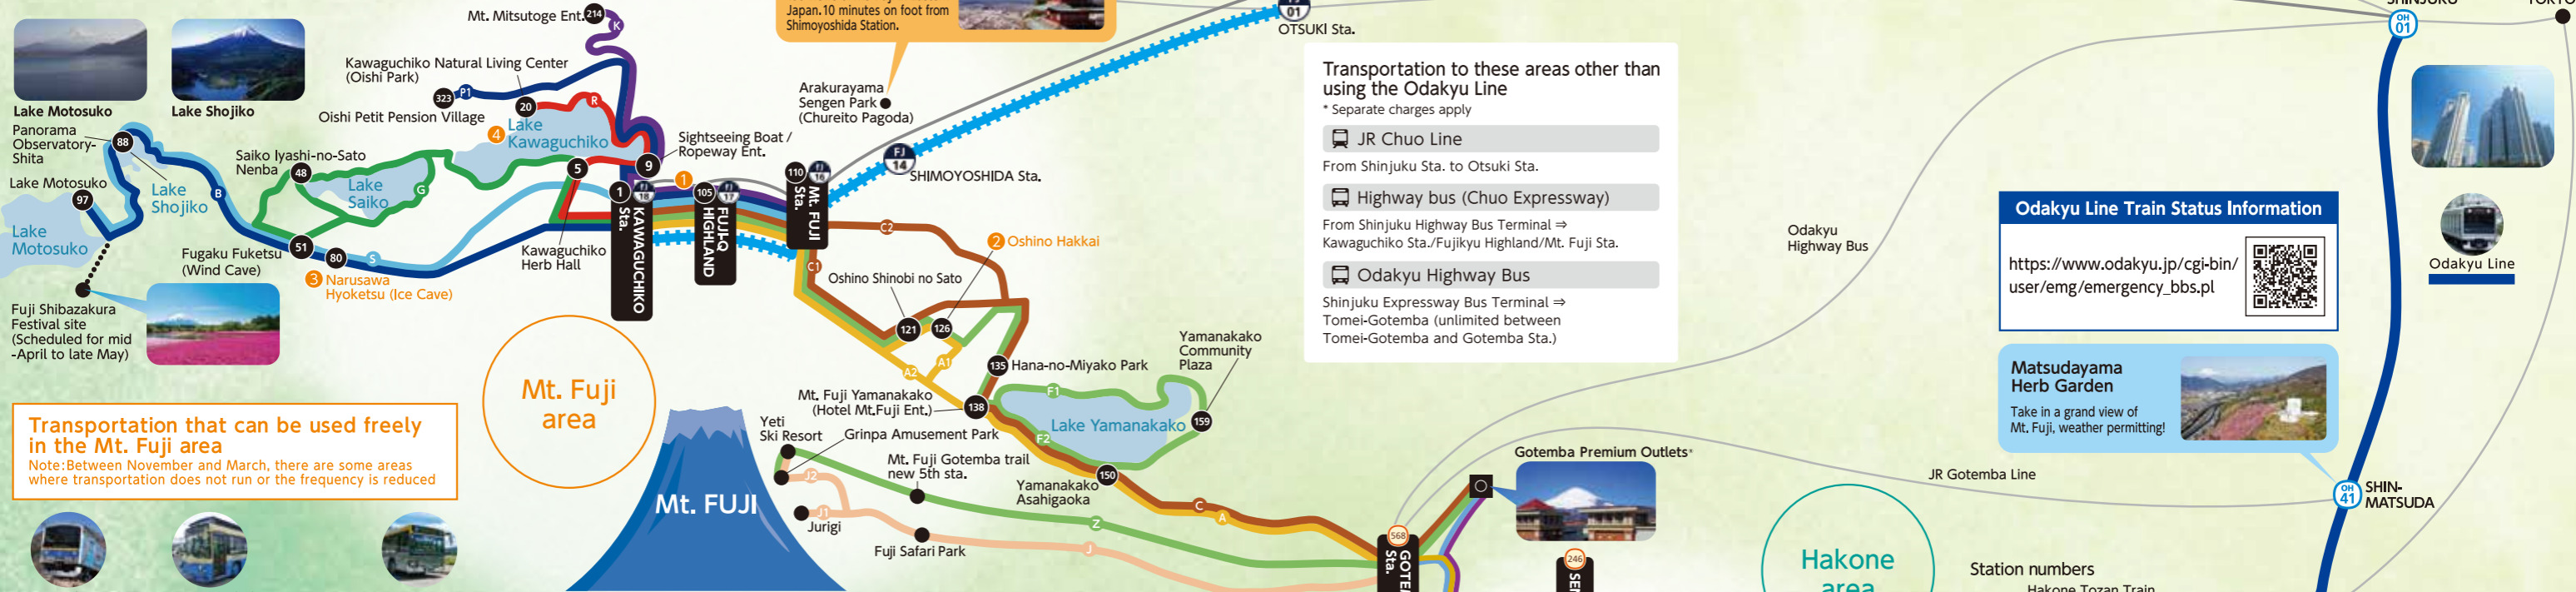 Mt. Mitsutoge Ent.
214
K
Japan. 10 minutes on foot from
Shimoyoshida Station.
01
OTSUKI Sta.
OH
01
Lake Motosuko
Lake Shojiko
Kawaguchiko Natural Living Center
(Oishi Park)
323
P1
20
R
Oishi Petit Pension Village
4
Lake
Kawaguchiko
Arakurayama
Sengen Park
(Chureito Pagoda)
Sightseeing Boat /
Ropeway Ent.
FJ
14
SHIMOYOSHIDA Sta.
Panorama
Observatory-
Shita
88
Lake Motosuko
97
Lake
Motosuko
Lake
Shojiko
B
Saiko Iyashi-no-Sato
Nenba
48
Lake
Saiko
G
5
9
1
FJ
18
KAWAGUCHIKO
Sta.
1
105
FJ
17
FUJI-Q
HIGHLAND
110
FJ
16
Mt. FUJI
Sta.
Fugaku Fuketsu
(Wind Cave)
51
80
S
3
Narusawa
Hyoketsu (Ice Cave)
Kawaguchiko
Herb Hall
Fuji Shibazakura
Festival site
(Scheduled for mid
-April to late May)
C2
2
Oshino Hakkai
C1
Oshino Shinobi no Sato
121
126
A1
A2
135
Hana-no-Miyako Park
Yamanakako
Community
Plaza
Mt. Fuji Yamanakako
(Hotel Mt.Fuji Ent.)
138
F1
Lake Yamanakako
159
F2
150
Yamanakako
Asahigaoka
Mt. Fuji
area
Transportation that can be used freely
in the Mt. Fuji area
Note:Between November and March, there are some areas
where transportation does not run or the frequency is reduced
Mt. FUJI
Yeti
Ski Resort
Grinpa Amusement Park
J2
Mt. Fuji Gotemba trail
new 5th sta.
J1
Jurigi
Fuji Safari Park
Z
J
C
A
Transportation to these areas other than
using the Odakyu Line
* Separate charges apply
JR Chuo Line
From Shinjuku Sta. to Otsuki Sta.
Highway bus (Chuo Expressway)
From Shinjuku Highway Bus Terminal ⇒
Kawaguchiko Sta./Fujikyu Highland/Mt. Fuji Sta.
Odakyu Highway Bus
Shinjuku Expressway Bus Terminal ⇒
Tomei-Gotemba (unlimited between
Tomei-Gotemba and Gotemba Sta.)
Gotemba Premium Outlets*
568
Sta.
246
Odakyu
Highway Bus
Odakyu Line Train Status Information
https://www.odakyu.jp/cgi-bin/
user/emg/emergency_bbs.pl
Odakyu Line
Matsudayama
Herb Garden
Take in a grand view of
Mt. Fuji, weather permitting!
JR Gotemba Line
OH
41
SHIN-
MATSUDA
Hakone
area
Station numbers
Hakone Tozan Train